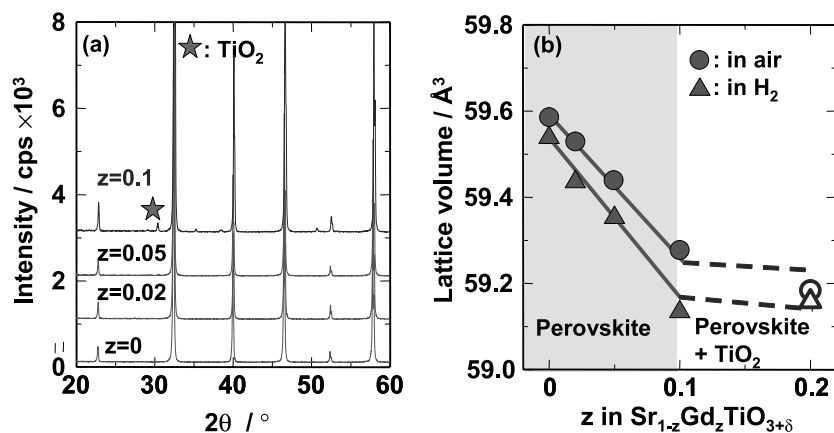 (a)
★: TiO₂
8
6
4
2
0
Intensity / cps ×10³
z=0.1
z=0.05
z=0.02
z=0
20 30 40 50 60
2θ / °
(b)
●: in air
▲: in H₂
59.8
59.6
59.4
59.2
59.0
Lattice volume / Å³
Perovskite
Perovskite
+ TiO₂
0 0.1 0.2
z in Sr₁₋zGdzTiO₃₊δ